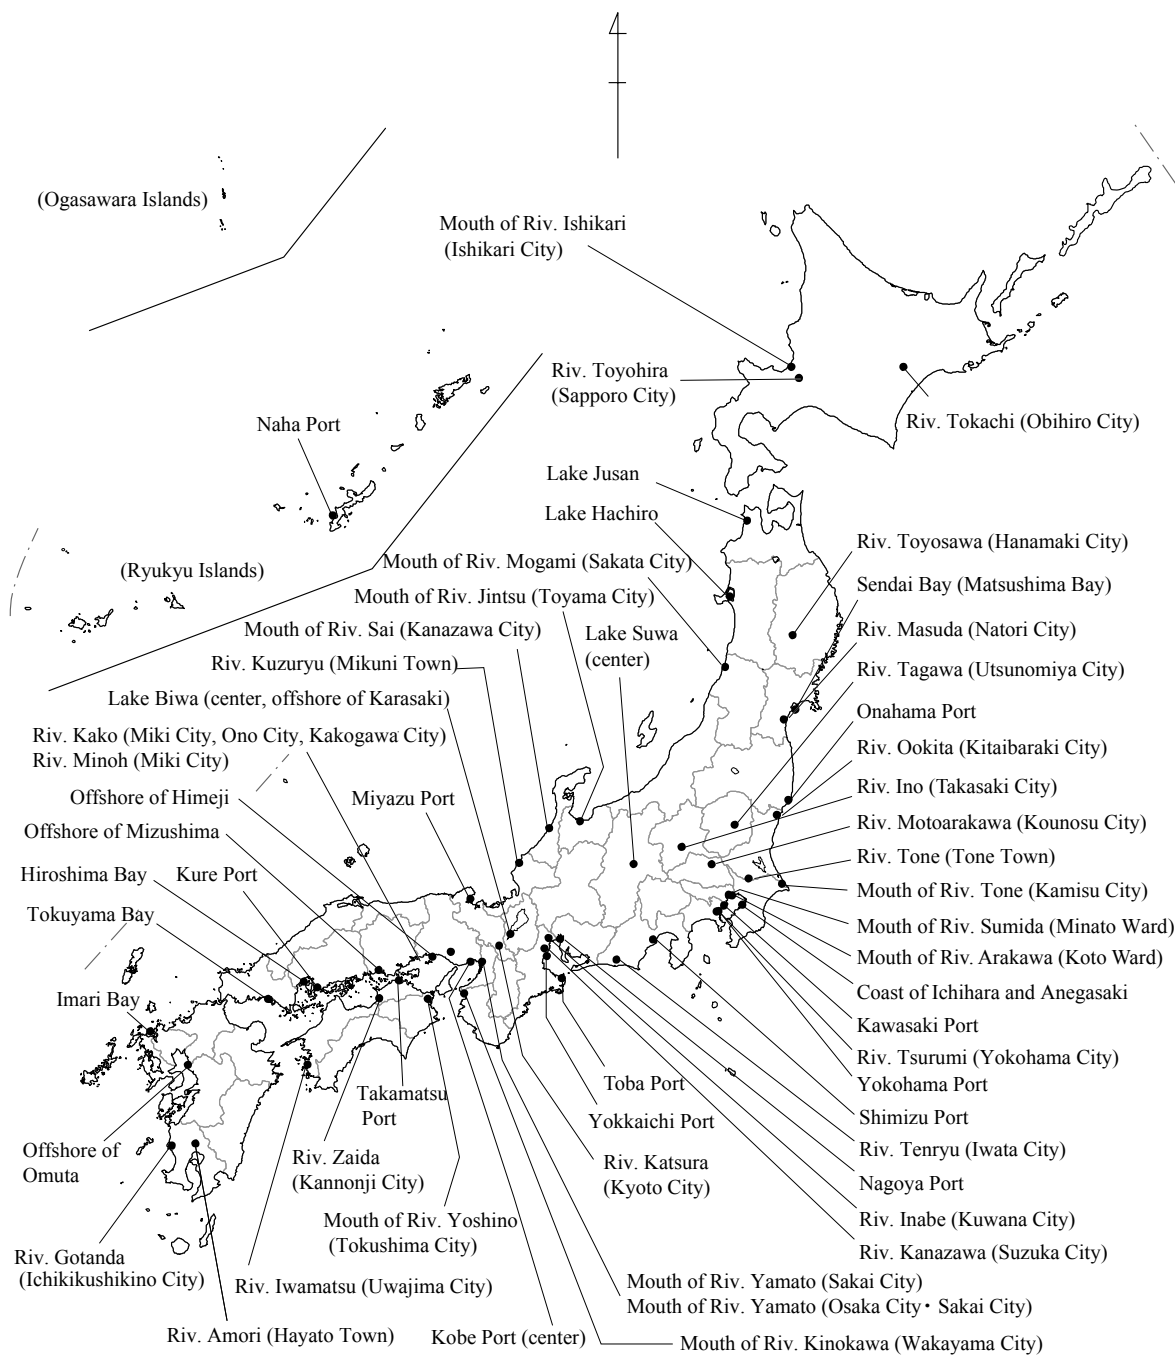 4
(Ogasawara Islands)
Mouth of Riv. Ishikari
(Ishikari City)
Riv. Toyohira
(Sapporo City)
Riv. Tokachi (Obihiro City)
Naha Port
(Ryukyu Islands)
Lake Jusan
Lake Hachiro
Mouth of Riv. Mogami (Sakata City)
Mouth of Riv. Jintsu (Toyama City)
Mouth of Riv. Sai (Kanazawa City)
Lake Suwa
(center)
Riv. Kuzuryu (Mikuni Town)
Lake Biwa (center, offshore of Karasaki)
Riv. Kako (Miki City, Ono City, Kakogawa City)
Riv. Minoh (Miki City)
Offshore of Himeji
Miyazu Port
Offshore of Mizushima
Hiroshima Bay
Kure Port
Tokuyama Bay
Imari Bay
Riv. Toyosawa (Hanamaki City)
Sendai Bay (Matsushima Bay)
Riv. Masuda (Natori City)
Riv. Tagawa (Utsunomiya City)
Onahama Port
Riv. Ookita (Kitaibaraki City)
Riv. Ino (Takasaki City)
Riv. Motoarakawa (Kounosu City)
Riv. Tone (Tone Town)
Mouth of Riv. Tone (Kamisu City)
Mouth of Riv. Sumida (Minato Ward)
Mouth of Riv. Arakawa (Koto Ward)
Coast of Ichihara and Anegasaki
Kawasaki Port
Riv. Tsurumi (Yokohama City)
Yokohama Port
Shimizu Port
Riv. Tenryu (Iwata City)
Nagoya Port
Riv. Inabe (Kuwana City)
Riv. Kanazawa (Suzuka City)
Toba Port
Yokkaichi Port
Takamatsu
Port
Offshore of
Omuta
Riv. Zaida
(Kannonji City)
Riv. Katsura
(Kyoto City)
Mouth of Riv. Yoshino
(Tokushima City)
Riv. Gotanda
(Ichikikushikino City)
Riv. Iwamatsu (Uwajima City)
Mouth of Riv. Yamato (Sakai City)
Mouth of Riv. Yamato (Osaka City・Sakai City)
Riv. Amori (Hayato Town)
Kobe Port (center)
Mouth of Riv. Kinokawa (Wakayama City)